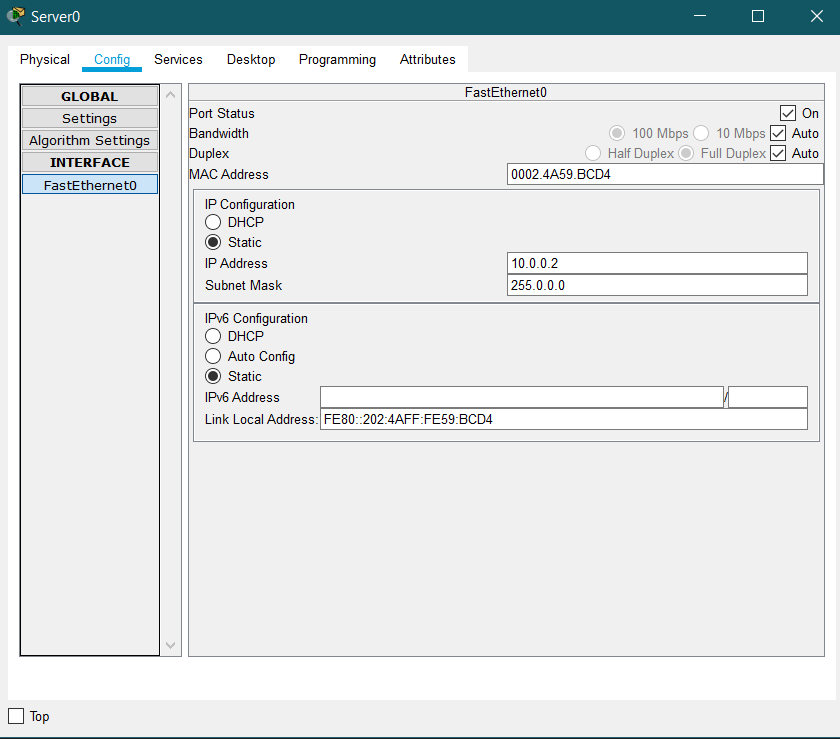 Server0
Physical Config Services Desktop Programming Attributes
GLOBAL
Settings
Algorithm Settings
INTERFACE
FastEthernet0
FastEthernet0
Port Status On
Bandwidth 100 Mbps 10 Mbps Auto
Duplex Half Duplex Full Duplex Auto
MAC Address 0002.4A59.BCD4
IP Configuration
DHCP
Static
IP Address 10.0.0.2
Subnet Mask 255.0.0.0
IPv6 Configuration
DHCP
Auto Config
Static
IPv6 Address /
Link Local Address: FE80::202:4AFF:FE59:BCD4
Top